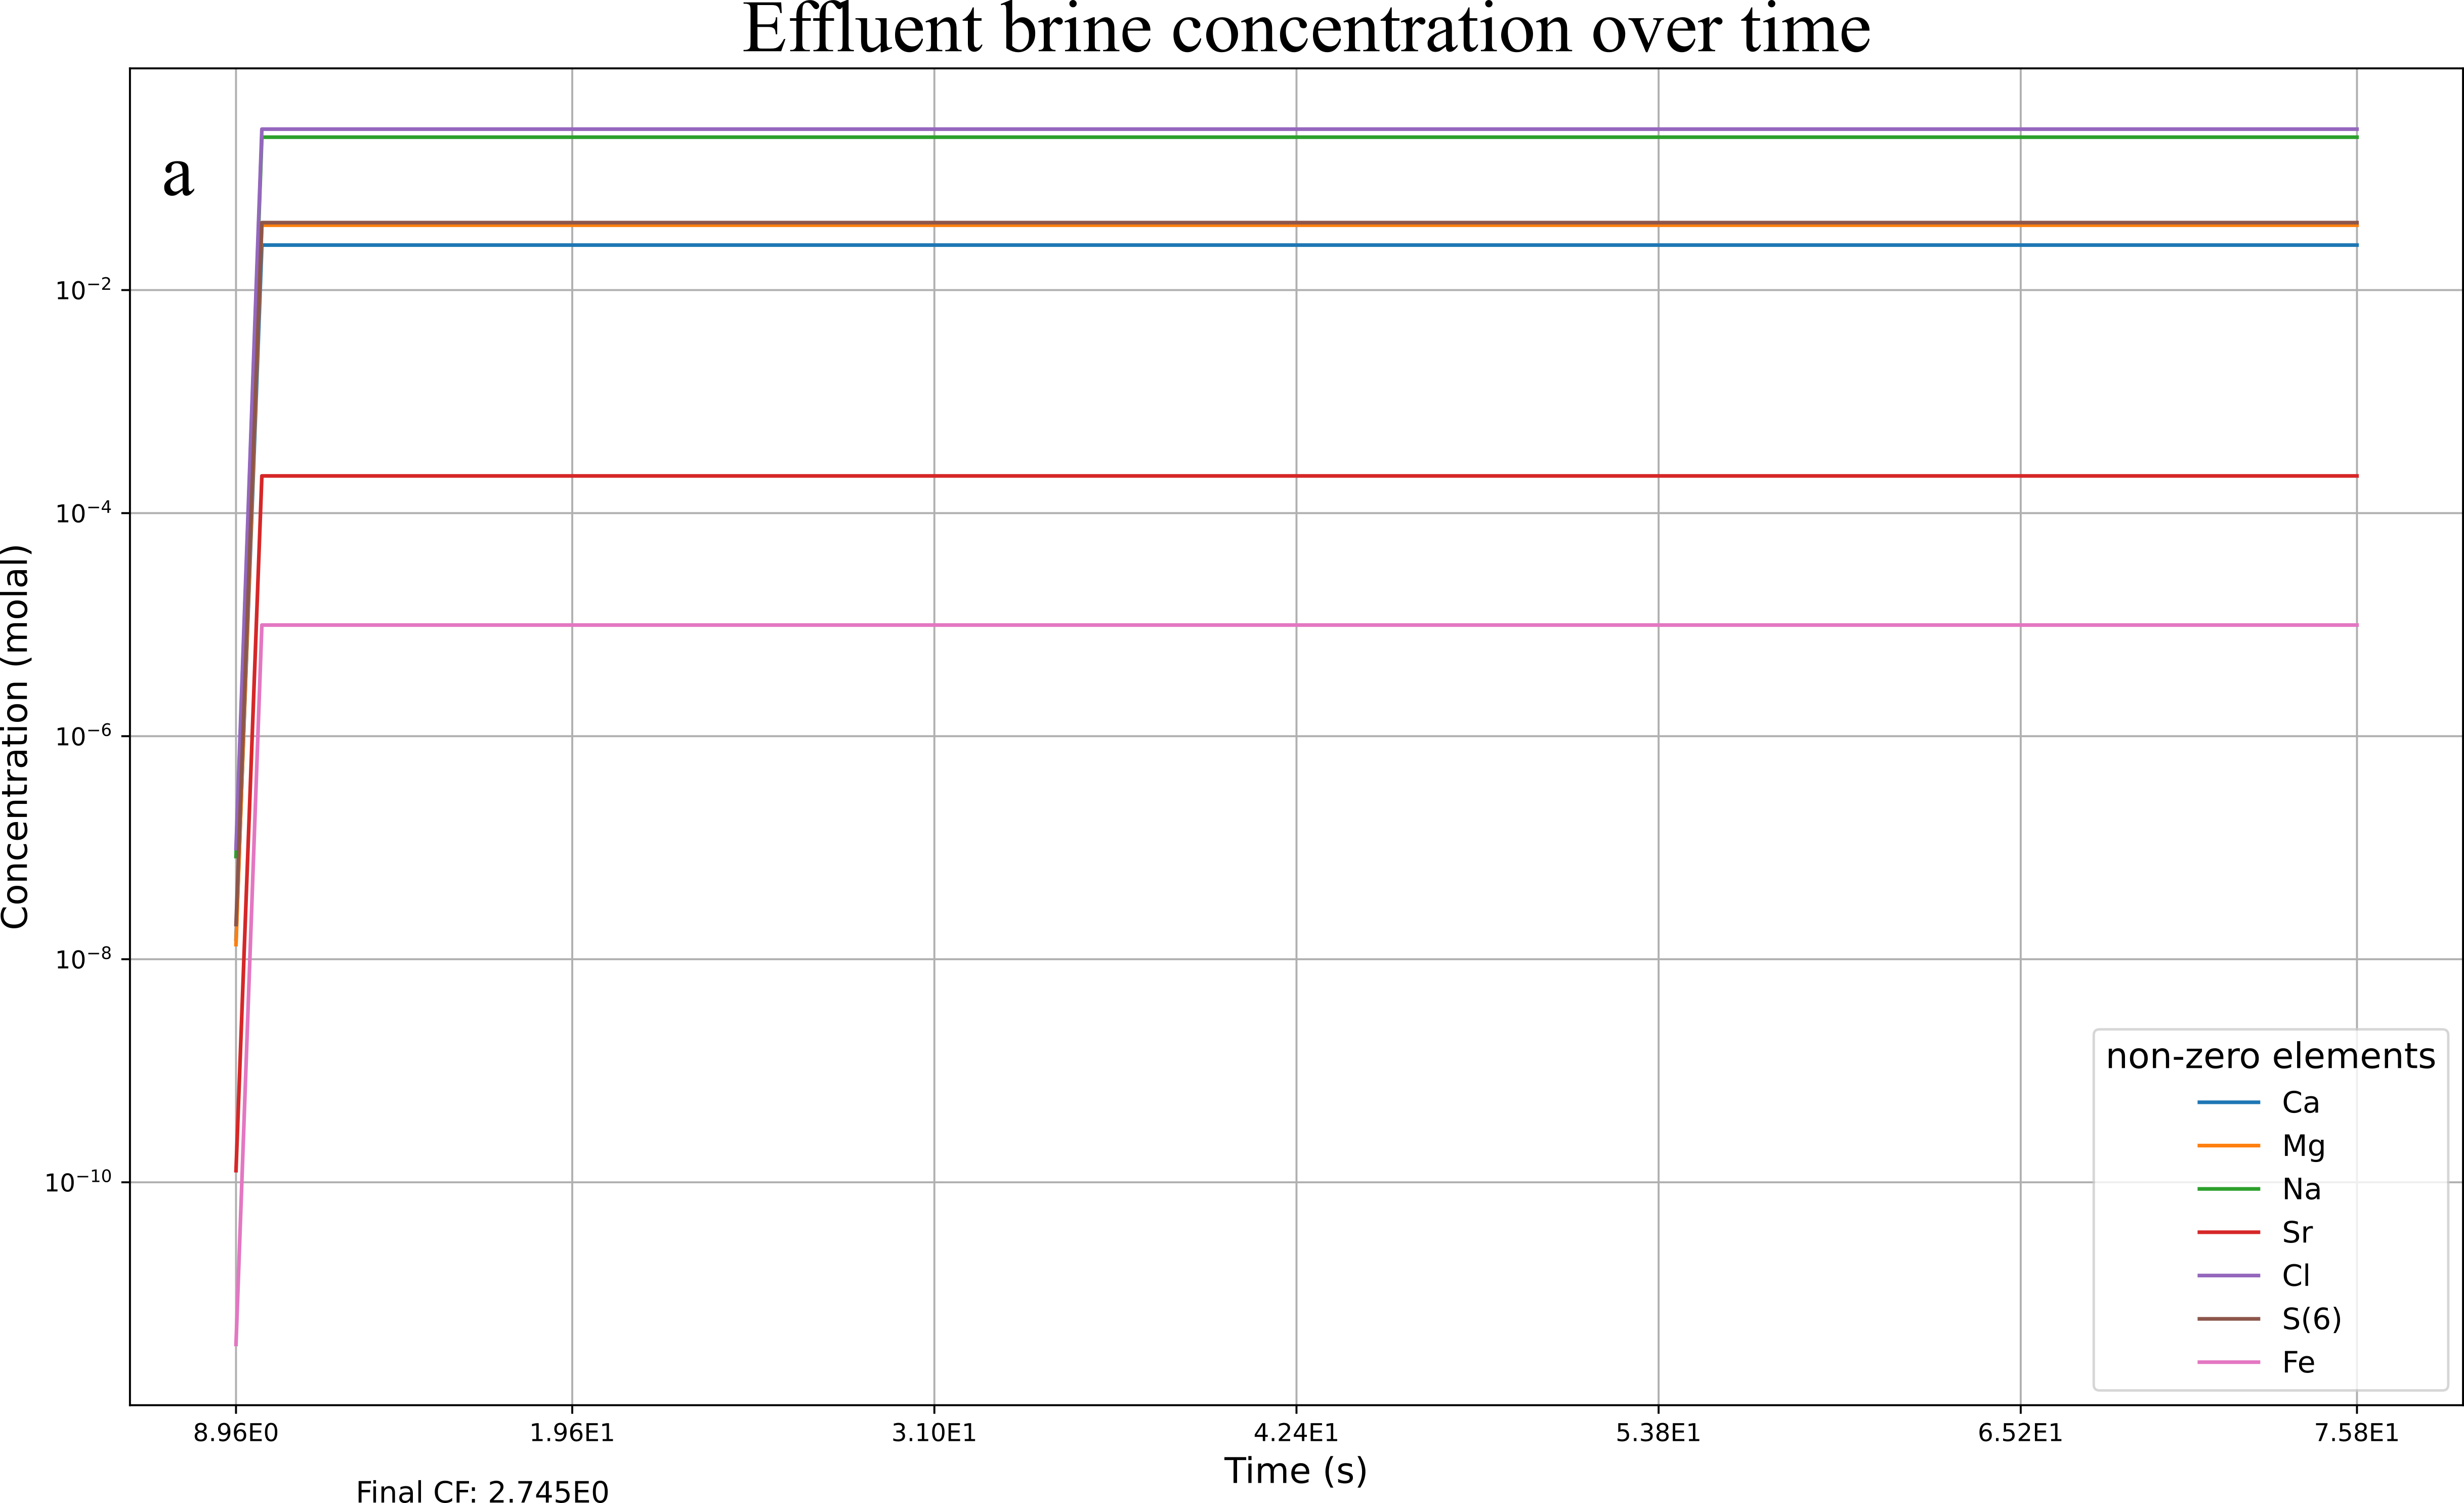 Effluent brine concentration over time
a
Concentration (molal)
10⁻²
10⁻⁴
10⁻⁶
10⁻⁸
10⁻¹⁰
non-zero elements
Ca
Mg
Na
Sr
Cl
S(6)
Fe
8.96E0 1.96E1 3.10E1 4.24E1 5.38E1 6.52E1 7.58E1
Time (s)
Final CF: 2.745E0